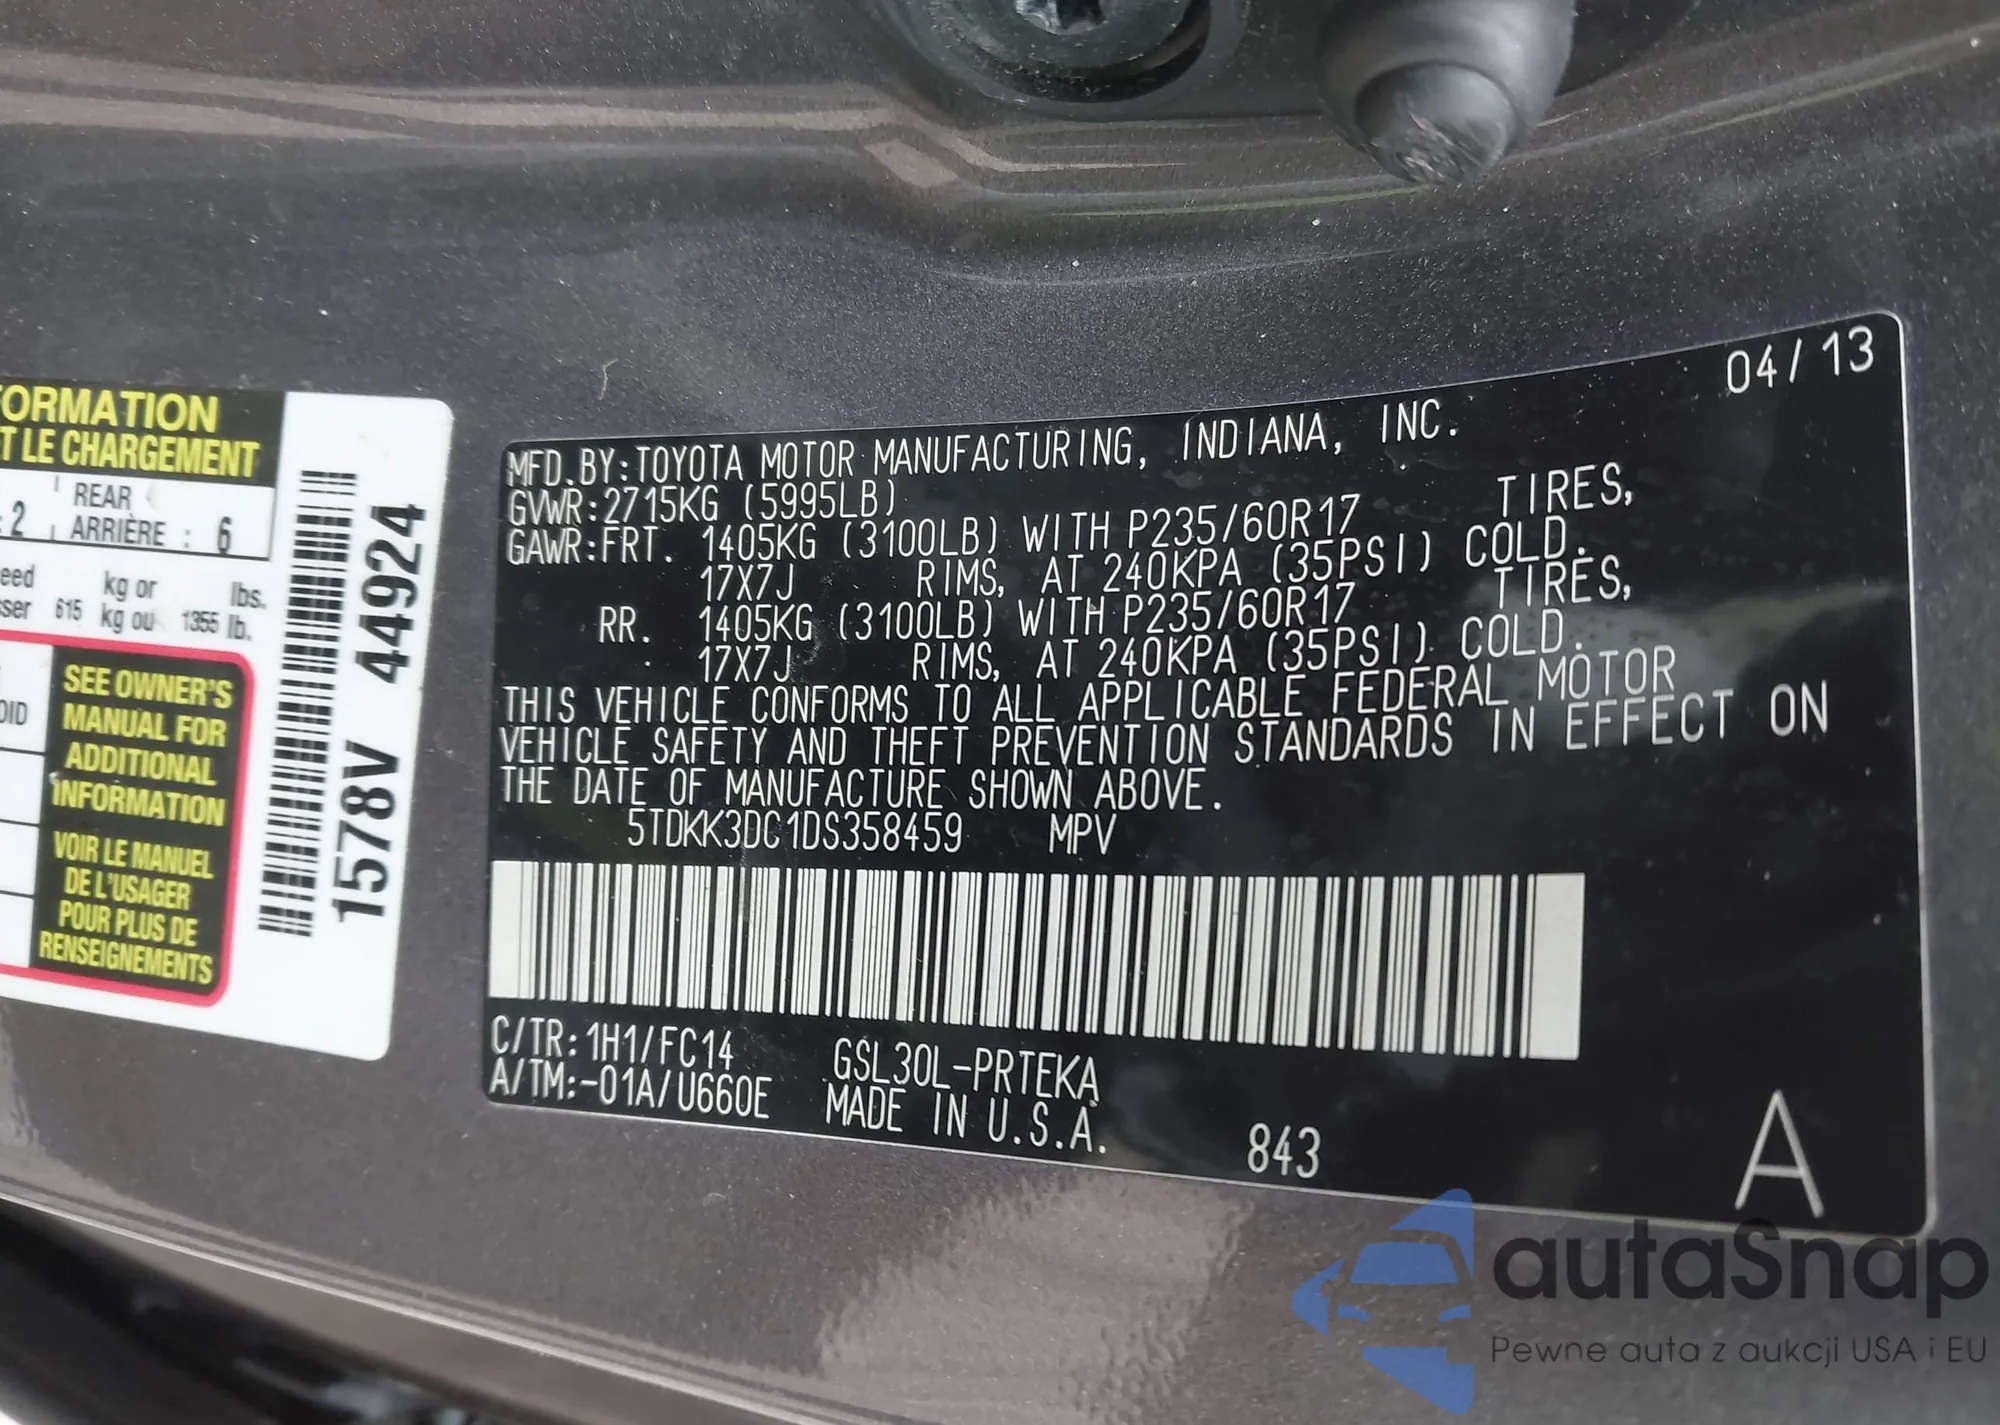 FORMATION
ET LE CHARGEMENT
: 2 REAR
ARRIÈRE : 6
kg or lbs.
615 kg ou 1355 lb.
SEE OWNER'S
MANUAL FOR
ADDITIONAL
INFORMATION
VOIR LE MANUEL
DE L'USAGER
POUR PLUS DE
RENSEIGNEMENTS
1578V 44924
04/13
MFD.BY:TOYOTA MOTOR MANUFACTURING, INDIANA, INC.
GVWR:2715KG (5995LB)
GAWR:FRT. 1405KG (3100LB) WITH P235/60R17 TIRES,
17X7J RIMS, AT 240KPA (35PSI) COLD.
RR. 1405KG (3100LB) WITH P235/60R17 TIRES,
17X7J RIMS, AT 240KPA (35PSI) COLD.
THIS VEHICLE CONFORMS TO ALL APPLICABLE FEDERAL MOTOR
VEHICLE SAFETY AND THEFT PREVENTION STANDARDS IN EFFECT ON
THE DATE OF MANUFACTURE SHOWN ABOVE.
5TDKK3DC1DS358459 MPV
C/TR:1H1/FC14 GSL30L-PRTEKA
A/TM:-01A/U660E MADE IN U.S.A.
843
A
autaSnap
Pewne auta z aukcji USA i EU